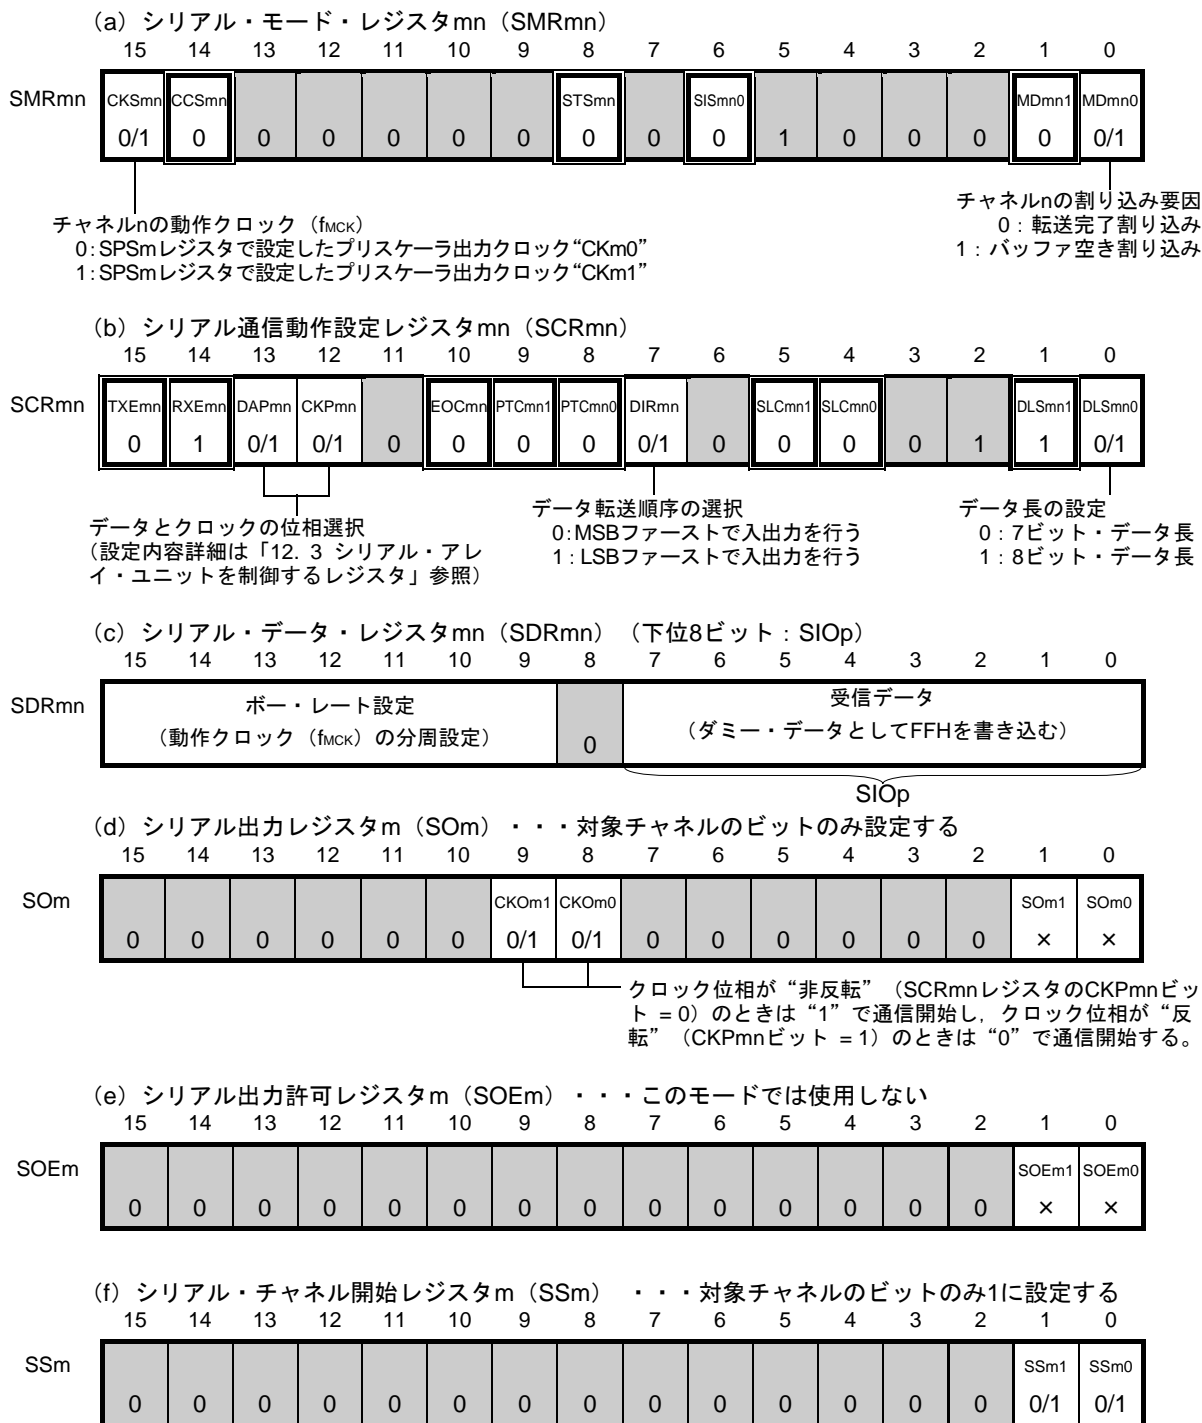 (a) シリアル・モード・レジスタmn（SMRmn）
15 14 13 12 11 10 9 8 7 6 5 4 3 2 1 0
SMRmn CKSmn CCSmn STSmn SISmn0 MDmn1 MDmn0
0/1 0 0 0 0 0 0 0 0 0 1 0 0 0 0 0/1
チャネルnの動作クロック（fMCK）
0：SPSmレジスタで設定したプリスケーラ出力クロック“CKm0”
1：SPSmレジスタで設定したプリスケーラ出力クロック“CKm1”
チャネルnの割り込み要因
0：転送完了割り込み
1：バッファ空き割り込み
(b) シリアル通信動作設定レジスタmn（SCRmn）
15 14 13 12 11 10 9 8 7 6 5 4 3 2 1 0
SCRmn TXEmn RXEmn DAPmn CKPmn EOCmn PTCmn1 PTCmn0 DIRmn SLCmn1 SLCmn0 DLSmn1 DLSmn0
0 1 0/1 0/1 0 0 0 0 0/1 0 0 0 0 1 1 0/1
データとクロックの位相選択
（設定内容詳細は「12. 3 シリアル・アレ
イ・ユニットを制御するレジスタ」参照）
データ転送順序の選択
0：MSBファーストで入出力を行う
1：LSBファーストで入出力を行う
データ長の設定
0：7ビット・データ長
1：8ビット・データ長
(c) シリアル・データ・レジスタmn（SDRmn）（下位8ビット：SIOp）
15 14 13 12 11 10 9 8 7 6 5 4 3 2 1 0
SDRmn
ボー・レート設定
（動作クロック（fMCK）の分周設定）
0
受信データ
（ダミー・データとしてFFHを書き込む）
SIOp
(d) シリアル出力レジスタm（SOm）・・・対象チャネルのビットのみ設定する
15 14 13 12 11 10 9 8 7 6 5 4 3 2 1 0
SOm CKOm1 CKOm0 SOm1 SOm0
0 0 0 0 0 0 0/1 0/1 0 0 0 0 0 0 × ×
クロック位相が“非反転”（SCRmnレジスタのCKPmnビッ
ト = 0）のときは“1”で通信開始し，クロック位相が“反
転”（CKPmnビット = 1）のときは“0”で通信開始する。
(e) シリアル出力許可レジスタm（SOEm）・・・このモードでは使用しない
15 14 13 12 11 10 9 8 7 6 5 4 3 2 1 0
SOEm SOEm1 SOEm0
0 0 0 0 0 0 0 0 0 0 0 0 0 0 × ×
(f) シリアル・チャネル開始レジスタm（SSm）・・・対象チャネルのビットのみ1に設定する
15 14 13 12 11 10 9 8 7 6 5 4 3 2 1 0
SSm SSm1 SSm0
0 0 0 0 0 0 0 0 0 0 0 0 0 0 0/1 0/1